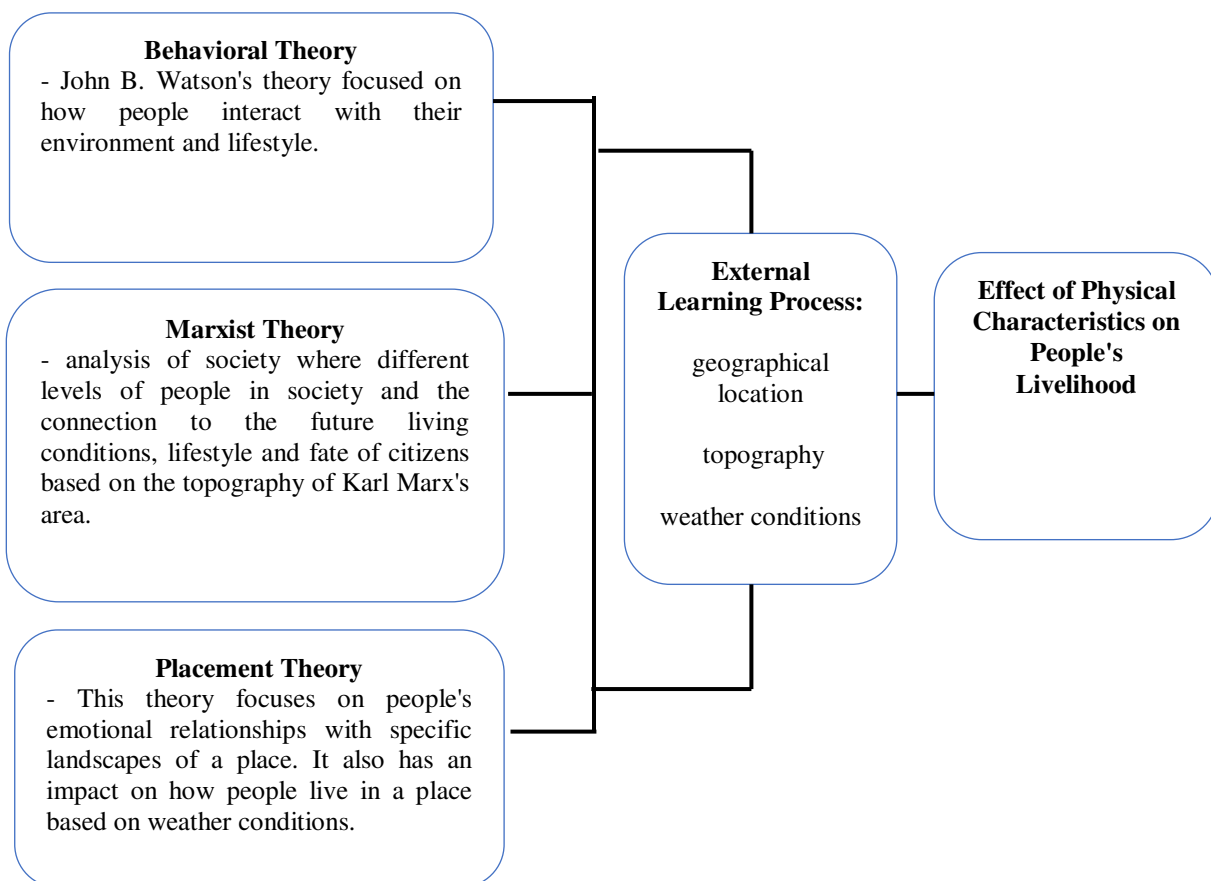 Behavioral Theory
- John B. Watson's theory focused on
how people interact with their
environment and lifestyle.
Marxist Theory
- analysis of society where different
levels of people in society and the
connection to the future living
conditions, lifestyle and fate of citizens
based on the topography of Karl Marx's
area.
Placement Theory
- This theory focuses on people's
emotional relationships with specific
landscapes of a place. It also has an
impact on how people live in a place
based on weather conditions.
External
Learning Process:
geographical
location
topography
weather conditions
Effect of Physical
Characteristics on
People's
Livelihood